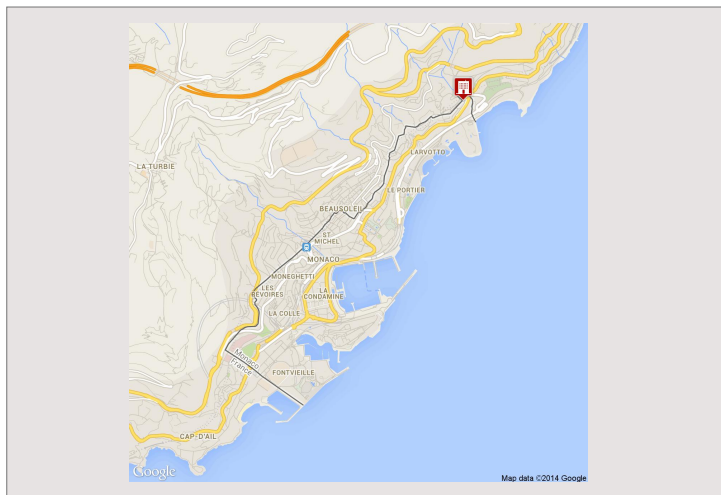 LARVOTTO
LA TURBIE
LE PORTIER
BEAUSOLEIL
ST
MICHEL
MONACO
MONEGHETTI
LES
RÉVOIRES
LA
CONDAMINE
LA COLLE
Monaco
France
FONTVIEILLE
CAP-D'AIL
Google
Map data ©2014 Google